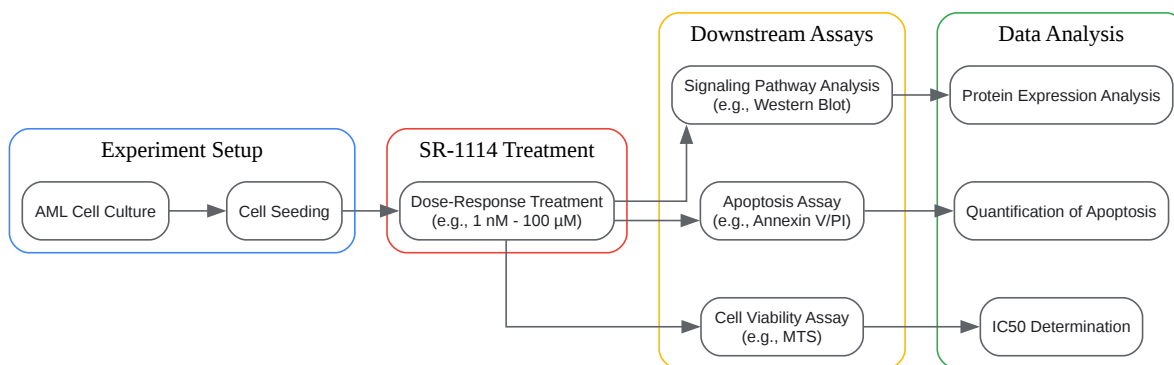 Experiment Setup
AML Cell Culture
Cell Seeding
SR-1114 Treatment
Dose-Response Treatment
(e.g., 1 nM - 100 µM)
Downstream Assays
Signaling Pathway Analysis
(e.g., Western Blot)
Apoptosis Assay
(e.g., Annexin V/PI)
Cell Viability Assay
(e.g., MTS)
Data Analysis
Protein Expression Analysis
Quantification of Apoptosis
IC50 Determination